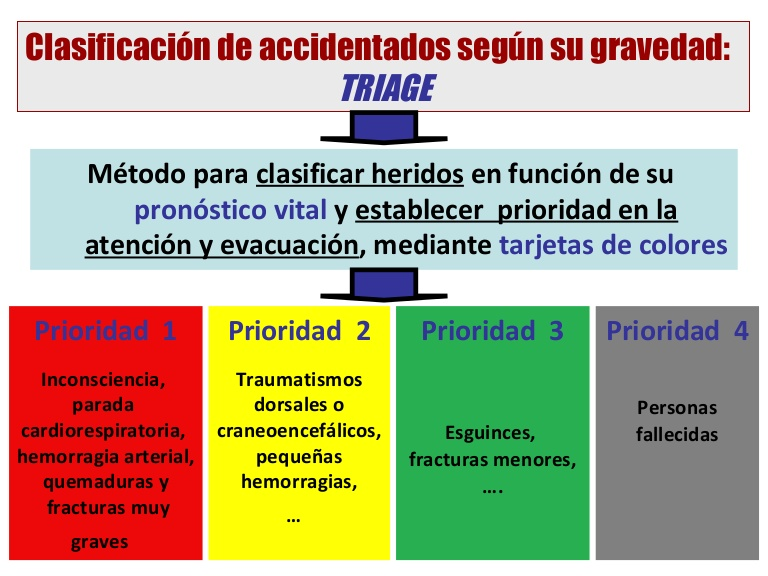 Clasificación de accidentados según su gravedad:
TRIAGE
Método para clasificar heridos en función de su
pronóstico vital y establecer prioridad en la
atención y evacuación, mediante tarjetas de colores
Prioridad 1
Inconsciencia,
parada
cardiorespiratoria,
hemorragia arterial,
quemaduras y
fracturas muy
graves
Prioridad 2
Traumatismos
dorsales o
craneoencefálicos,
pequeñas
hemorragias,
...
Prioridad 3
Esguinces,
fracturas menores,
....
Prioridad 4
Personas
fallecidas